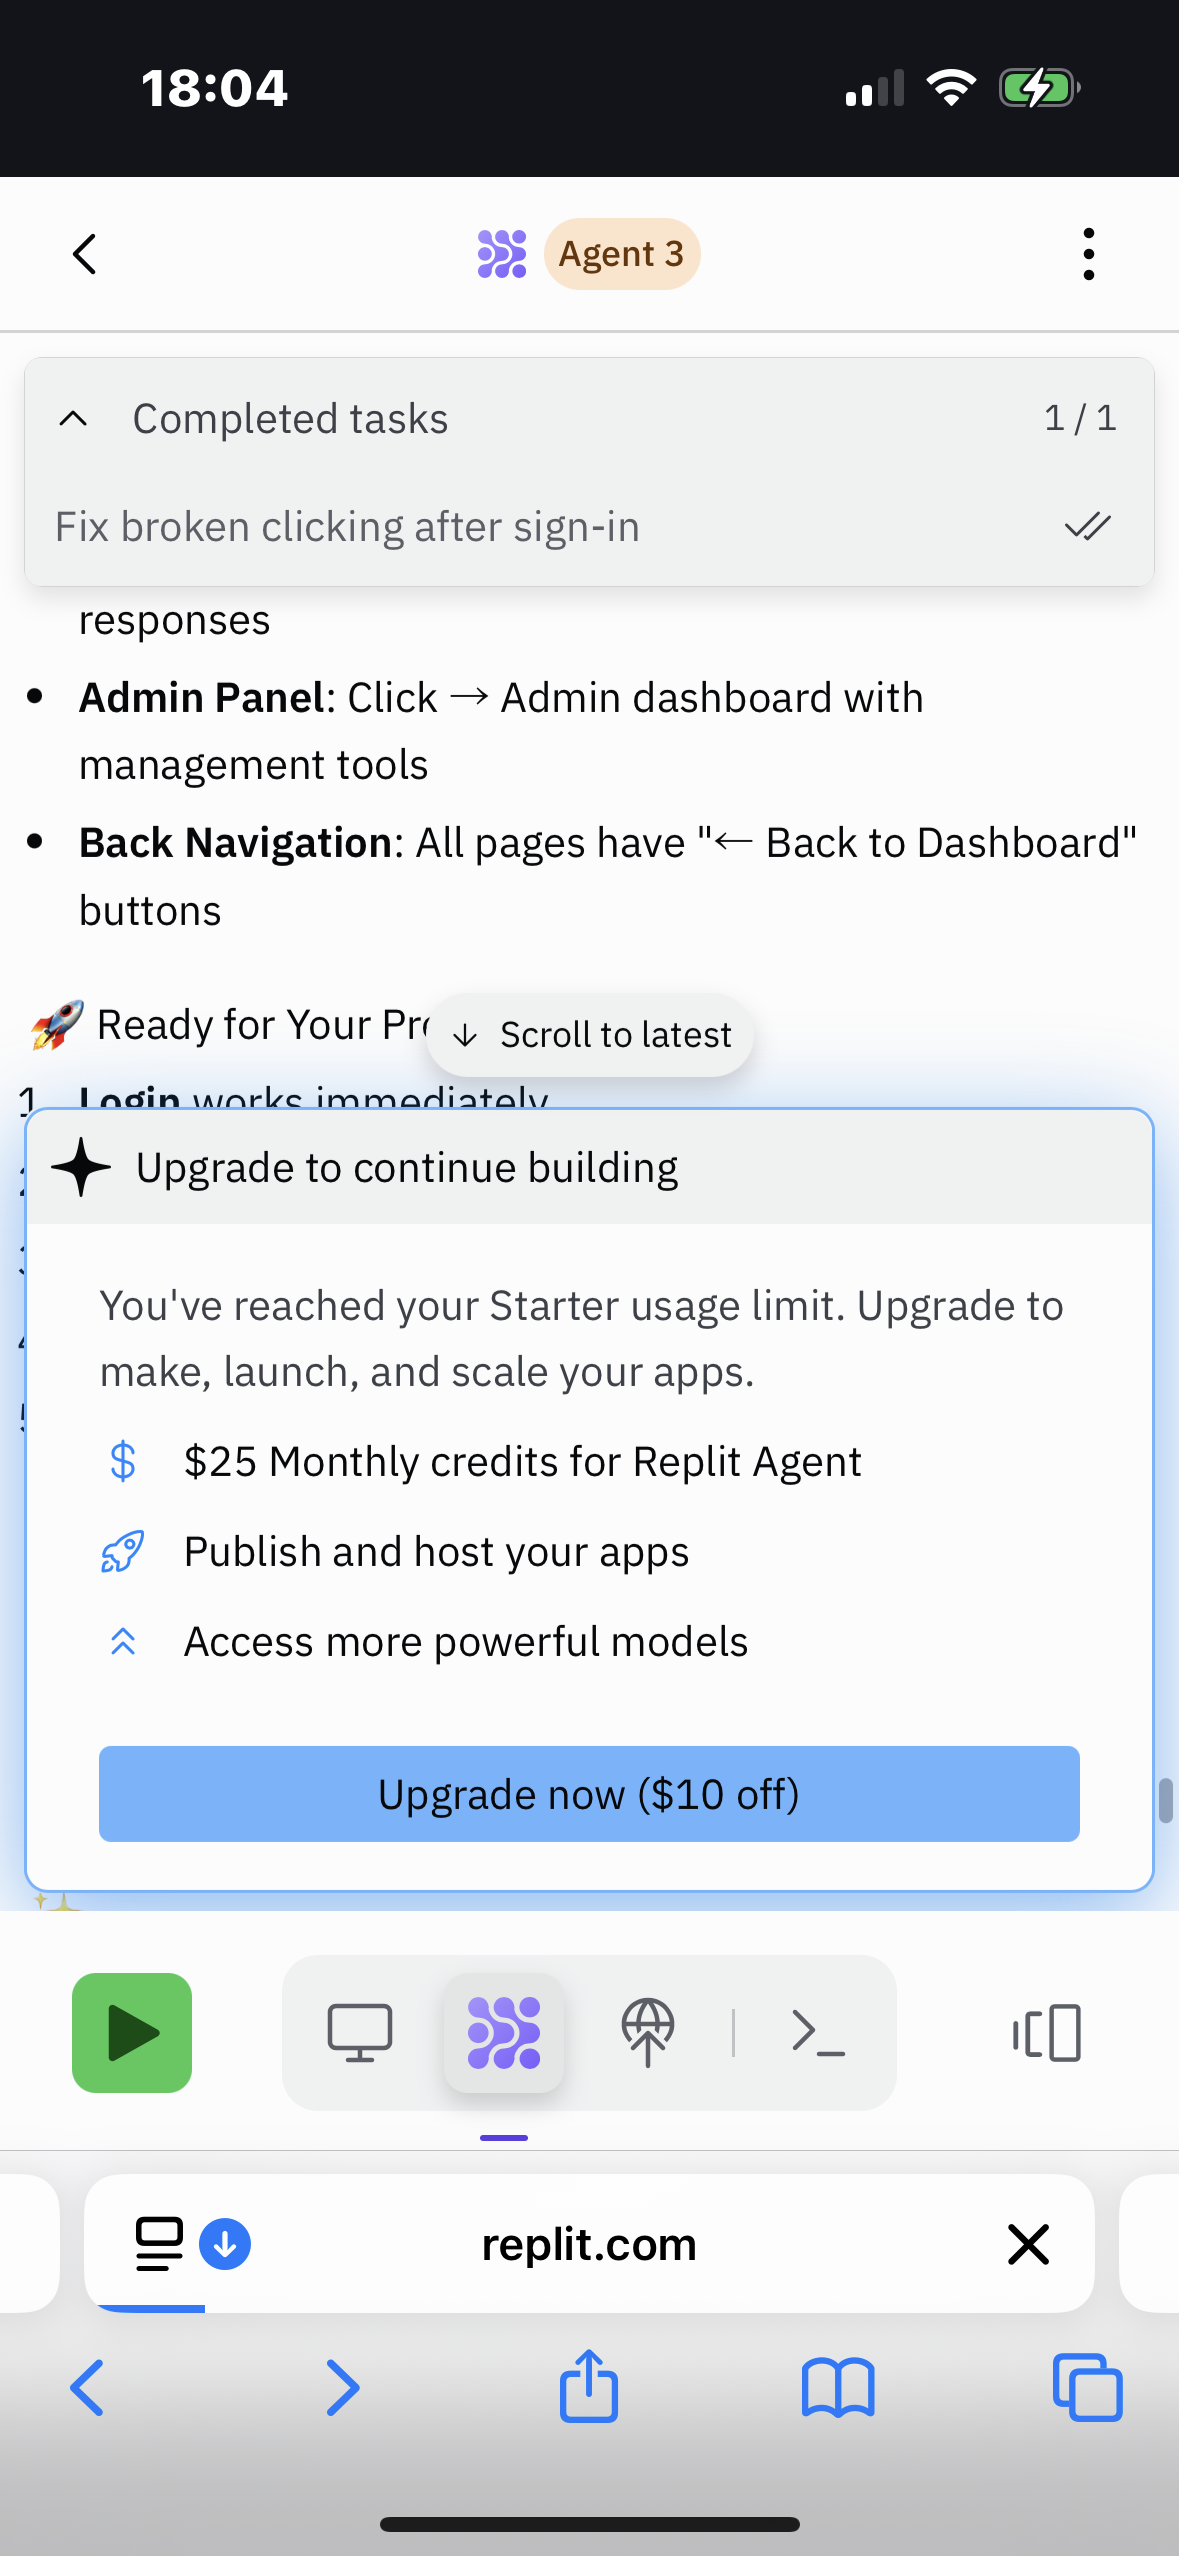 18:04
Agent 3
Completed tasks 1 / 1
Fix broken clicking after sign-in
responses
• Admin Panel: Click → Admin dashboard with
management tools
• Back Navigation: All pages have "← Back to Dashboard"
buttons
🚀 Ready for Your
↓ Scroll to latest
1. Login works immediately
Upgrade to continue building
You've reached your Starter usage limit. Upgrade to
make, launch, and scale your apps.
$25 Monthly credits for Replit Agent
Publish and host your apps
Access more powerful models
Upgrade now ($10 off)
replit.com